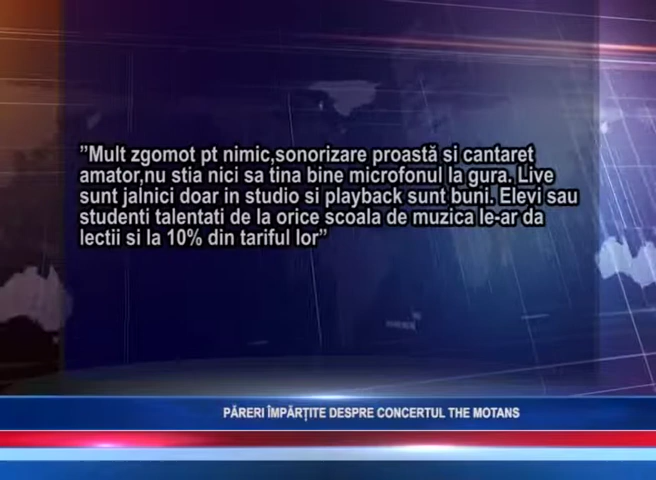 ”Mult zgomot pt nimic,sonorizare proastă si cantaret
amator,nu stia nici sa tina bine microfonul la gura. Live
sunt jalnici doar in studio si playback sunt buni. Elevi sau
studenti talentati de la orice scoala de muzica le-ar da
lectii si la 10% din tariful lor”
PĂRERI ÎMPĂRȚITE DESPRE CONCERTUL THE MOTANS